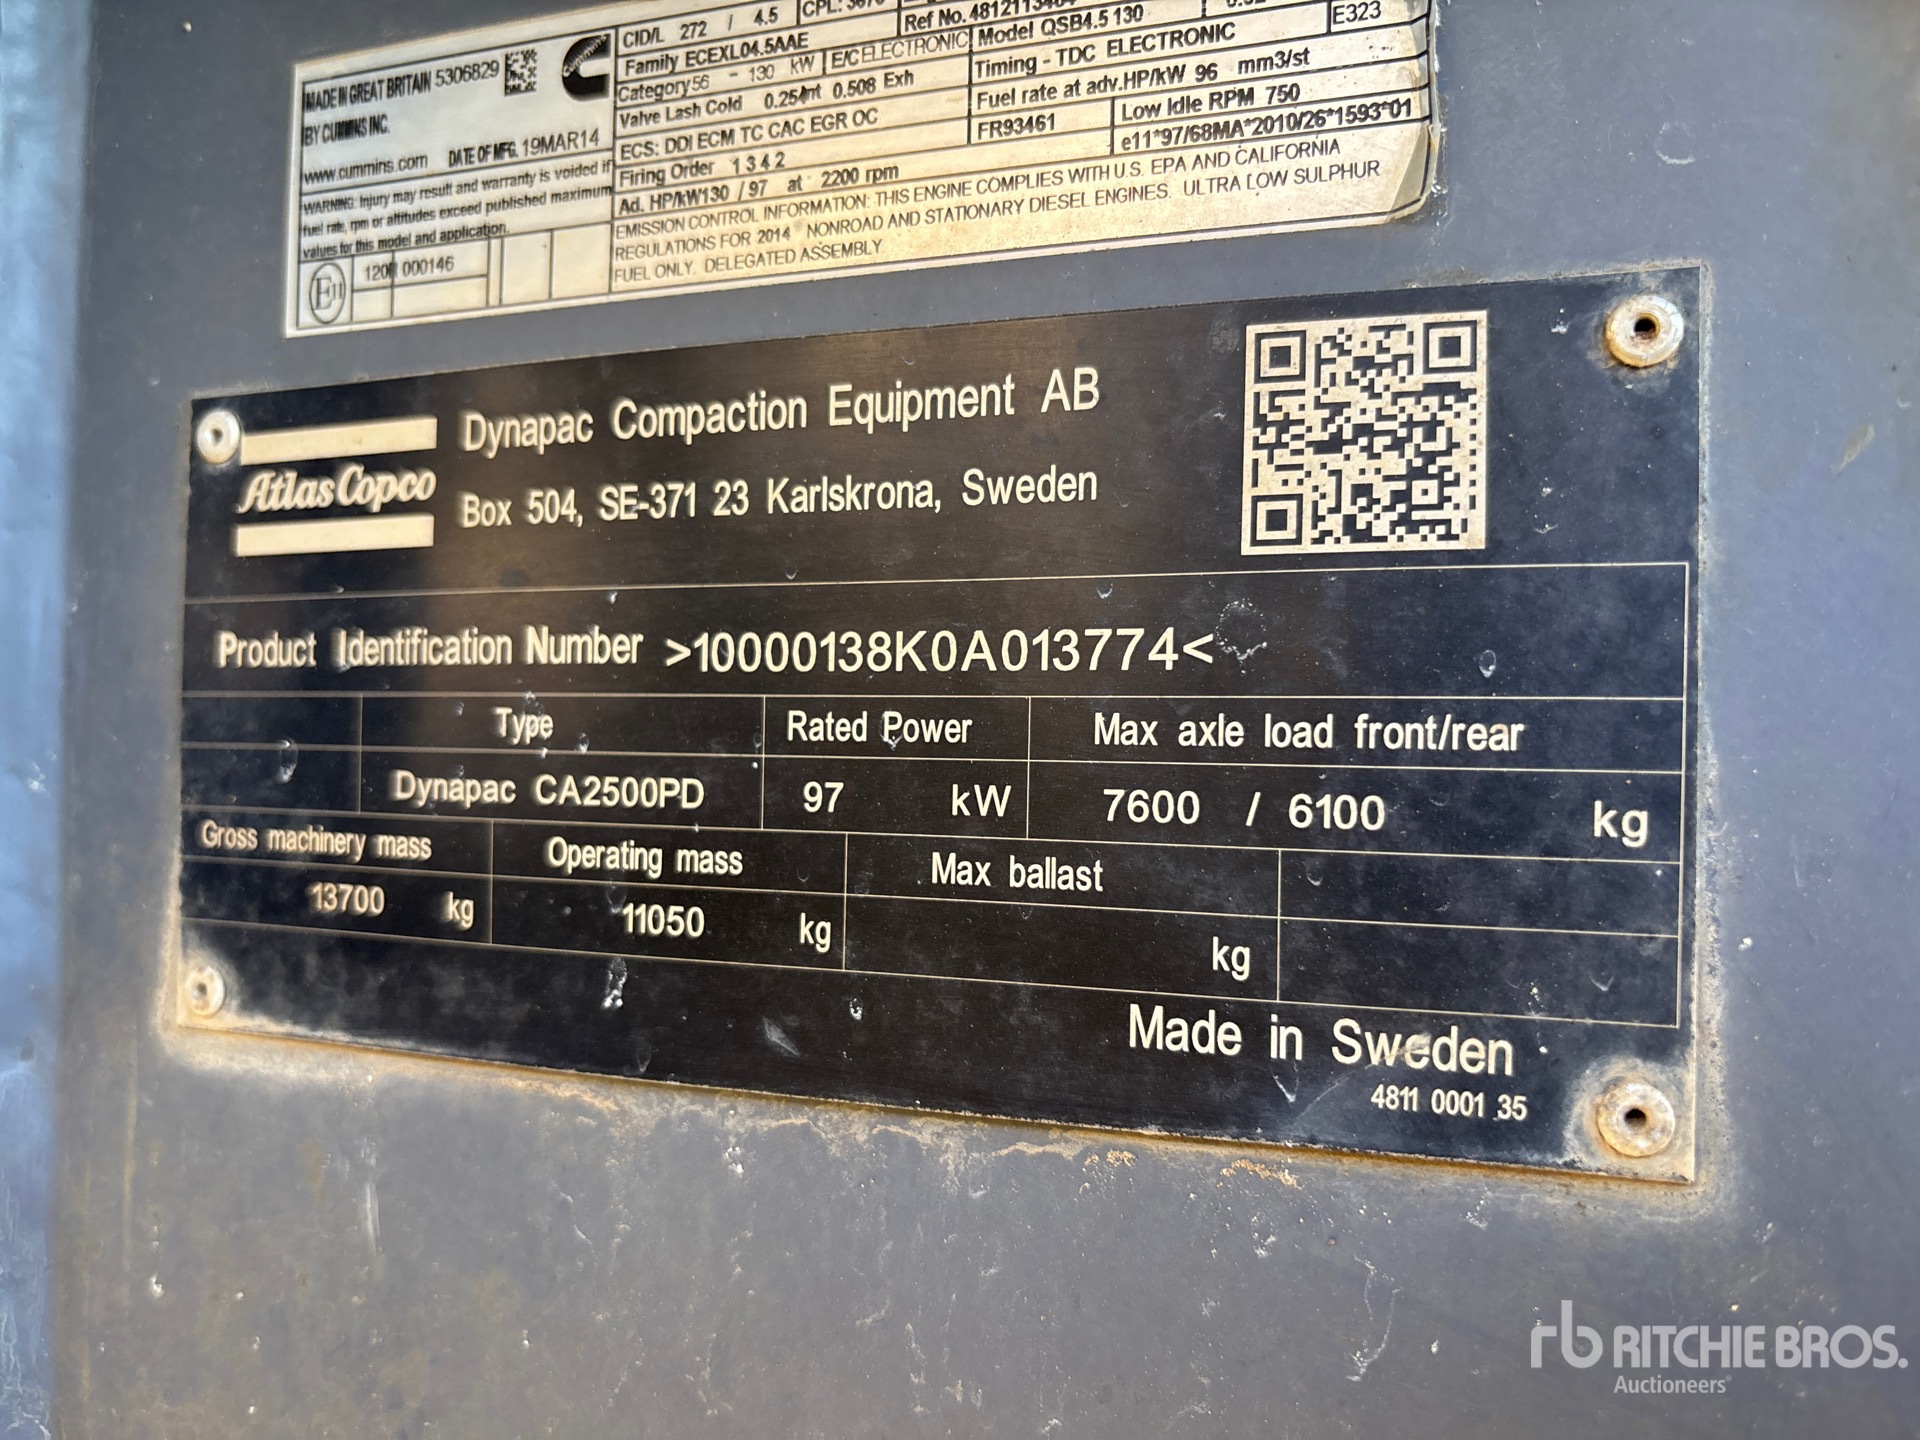 CID/L 272 / 4.5
Ref No.
Family ECEXL04.5AAE
Model QSB4.5 130
E323
MADE IN GREAT BRITAIN 5306829
BY CUMMINS INC.
Category 56 - 130 kW E/C ELECTRONIC
Timing - TDC ELECTRONIC
Valve Lash Cold 0.254 Int 0.508 Exh
Fuel rate at adv.HP/kW 96 mm3/st
www.cummins.com DATE OF MFG. 19MAR14
ECS: DDI ECM TC CAC EGR OC
FR93461 Low Idle RPM 750
e11*97/68MA*2010/26*1593*01
Firing Order 1 3 4 2
Ad. HP/kW130 / 97 at 2200 rpm
WARNING: Injury may result and warranty is voided if
fuel rate, rpm or altitudes exceed published maximum
values for this model and application.
EMISSION CONTROL INFORMATION: THIS ENGINE COMPLIES WITH U.S. EPA AND CALIFORNIA
REGULATIONS FOR 2014 NONROAD AND STATIONARY DIESEL ENGINES. ULTRA LOW SULPHUR
FUEL ONLY. DELEGATED ASSEMBLY.
E11 000146
Atlas Copco
Dynapac Compaction Equipment AB
Box 504, SE-371 23 Karlskrona, Sweden
Product Identification Number >10000138K0A013774<
Type Rated Power Max axle load front/rear
Dynapac CA2500PD 97 kW 7600 / 6100 kg
Gross machinery mass Operating mass Max ballast
13700 kg 11050 kg kg
Made in Sweden
4811 0001 35
rb RITCHIE BROS.
Auctioneers